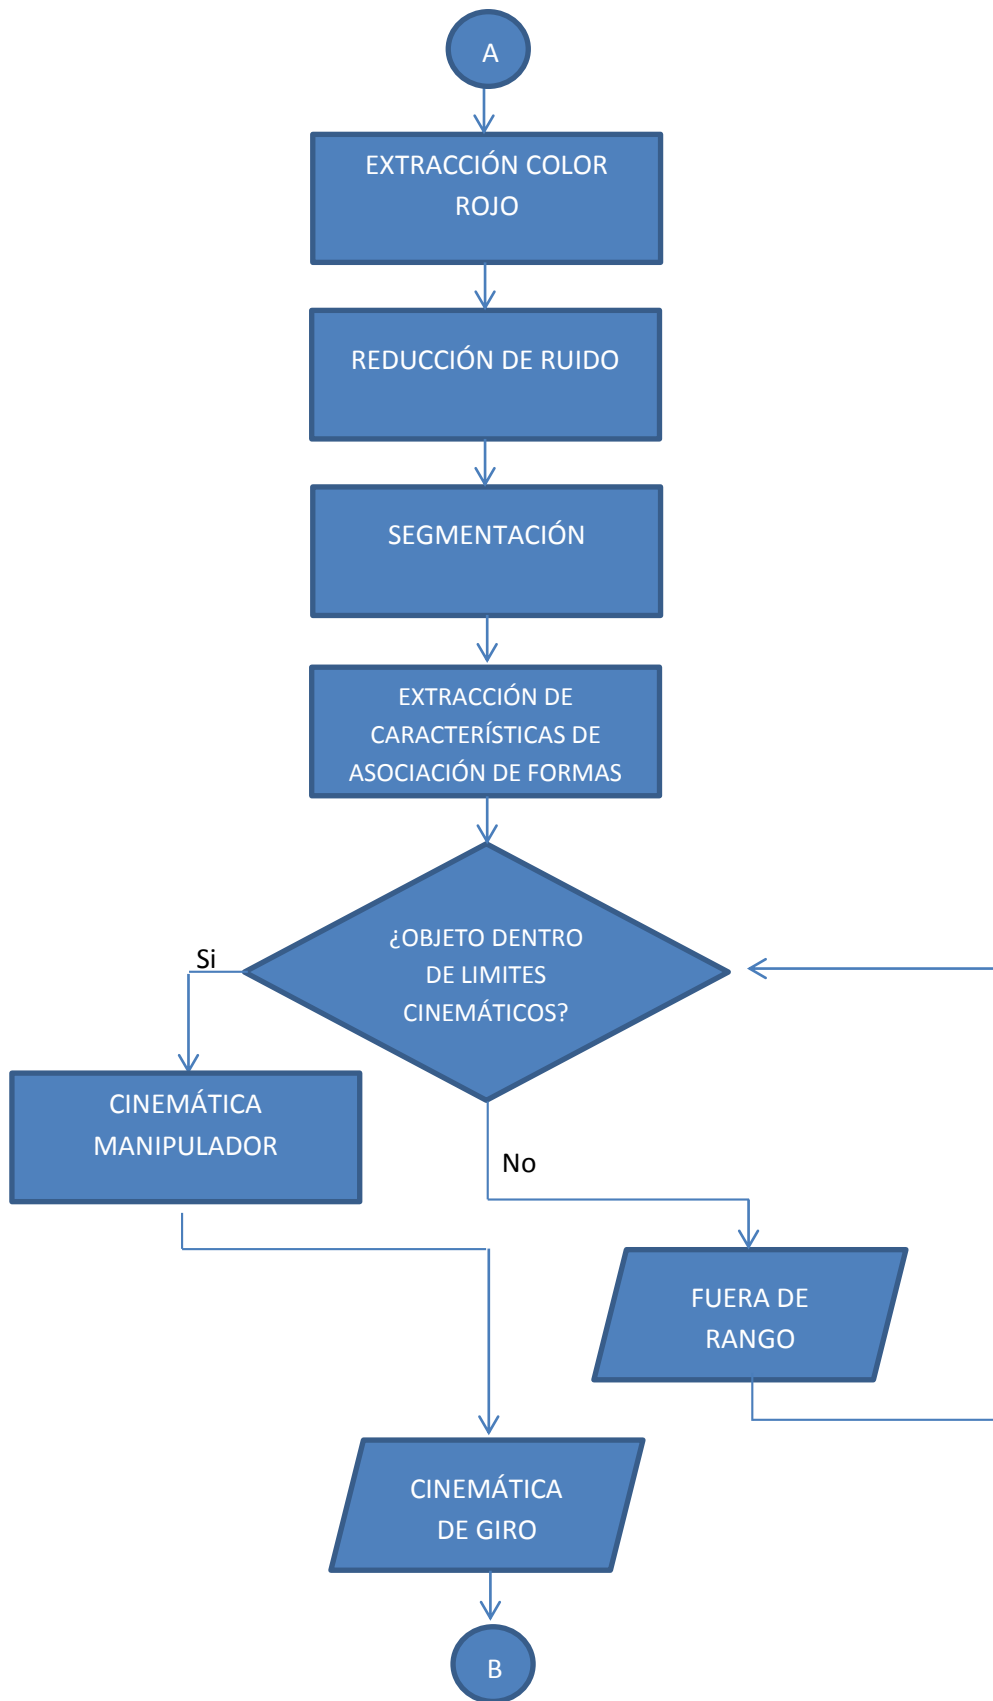 A
EXTRACCIÓN COLOR
ROJO
REDUCCIÓN DE RUIDO
SEGMENTACIÓN
EXTRACCIÓN DE
CARACTERÍSTICAS DE
ASOCIACIÓN DE FORMAS
¿OBJETO DENTRO
DE LIMITES
CINEMÁTICOS?
Si
CINEMÁTICA
MANIPULADOR
No
FUERA DE
RANGO
CINEMÁTICA
DE GIRO
B